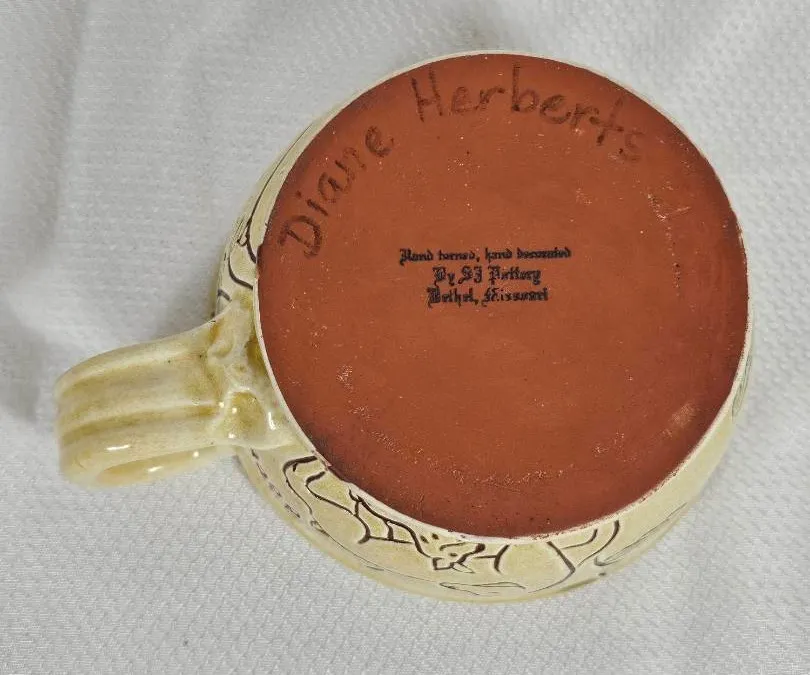 Diane Herberts
Hand turned, hand decorated
By SJ Pottery
Bethel, Missouri